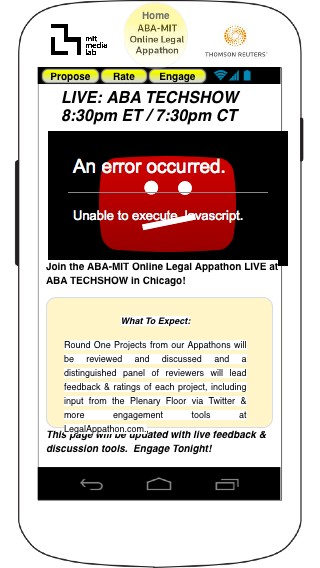 Home
ABA-MIT
Online Legal
Appathon
mit
media
lab
THOMSON REUTERS
Propose Rate Engage
LIVE: ABA TECHSHOW
8:30pm ET / 7:30pm CT
An error occurred.
Unable to execute Javascript.
Join the ABA-MIT Online Legal Appathon LIVE at
ABA TECHSHOW in Chicago!
What To Expect:
Round One Projects from our Appathons will
be reviewed and discussed and a
distinguished panel of reviewers will lead
feedback & ratings of each project, including
input from the Plenary Floor via Twitter &
more engagement tools at
LegalAppathon.com.
This page will be updated with live feedback &
discussion tools. Engage Tonight!